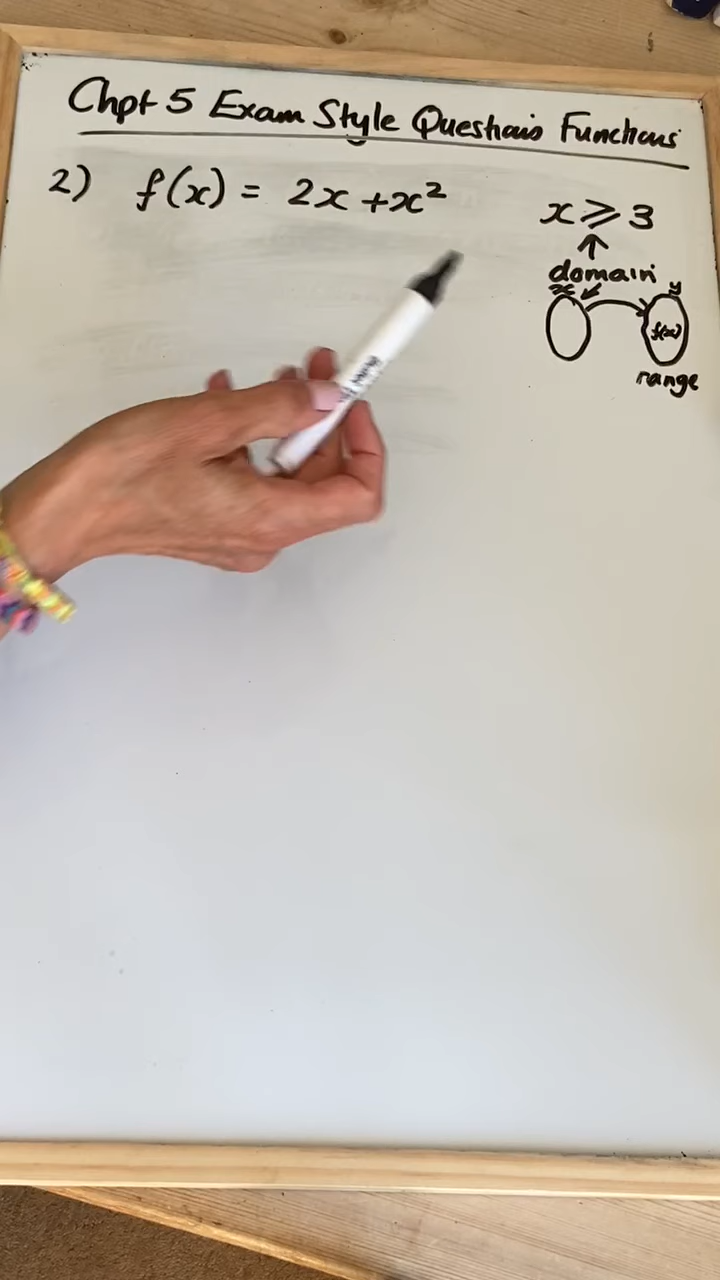 Chpt 5 Exam Style Questions Functions
2) f(x) = 2x + x²
x ⩾ 3
↑
domain
x
y
f(x)
range